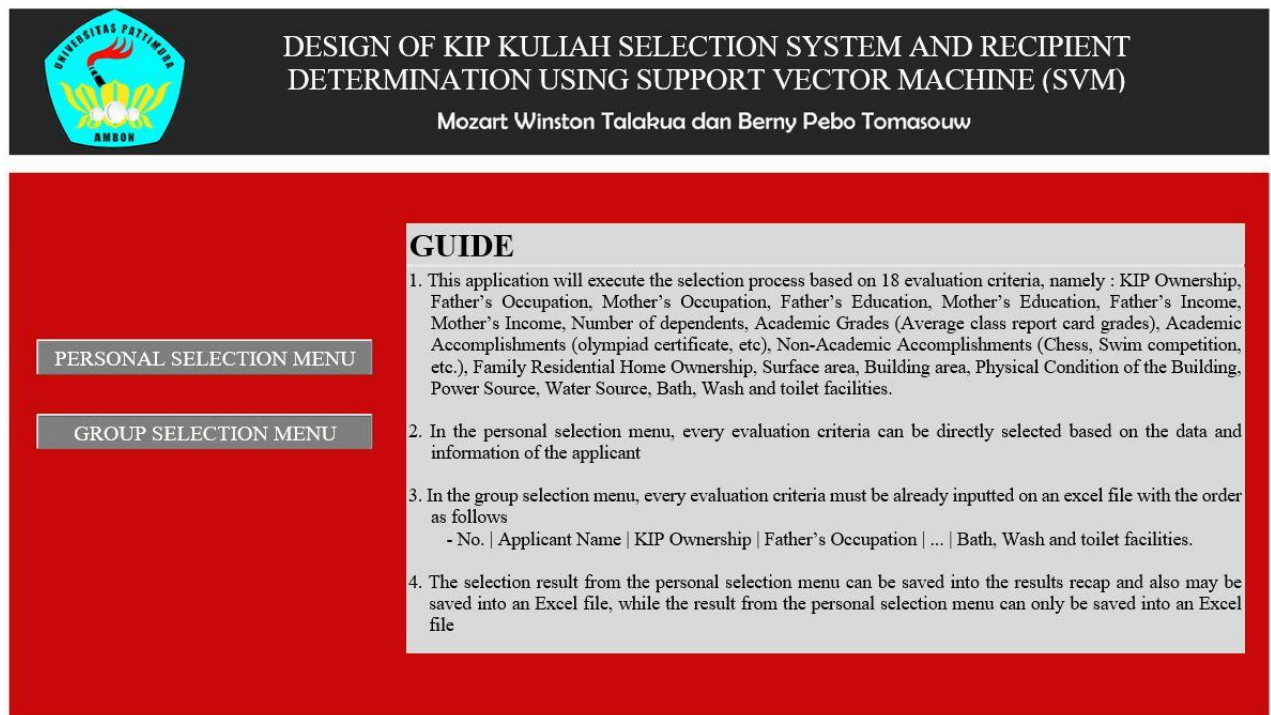 UNIVERSITAS PATTIMURA
AMBON
DESIGN OF KIP KULIAH SELECTION SYSTEM AND RECIPIENT
DETERMINATION USING SUPPORT VECTOR MACHINE (SVM)
Mozart Winston Talakua dan Berny Pebo Tomasouw
PERSONAL SELECTION MENU
GROUP SELECTION MENU
GUIDE
1. This application will execute the selection process based on 18 evaluation criteria, namely : KIP Ownership,
Father's Occupation, Mother's Occupation, Father's Education, Mother's Education, Father's Income,
Mother's Income, Number of dependents, Academic Grades (Average class report card grades), Academic
Accomplishments (olympiad certificate, etc), Non-Academic Accomplishments (Chess, Swim competition,
etc.), Family Residential Home Ownership, Surface area, Building area, Physical Condition of the Building,
Power Source, Water Source, Bath, Wash and toilet facilities.
2. In the personal selection menu, every evaluation criteria can be directly selected based on the data and
information of the applicant
3. In the group selection menu, every evaluation criteria must be already inputted on an excel file with the order
as follows
- No. | Applicant Name | KIP Ownership | Father's Occupation | ... | Bath, Wash and toilet facilities.
4. The selection result from the personal selection menu can be saved into the results recap and also may be
saved into an Excel file, while the result from the personal selection menu can only be saved into an Excel
file